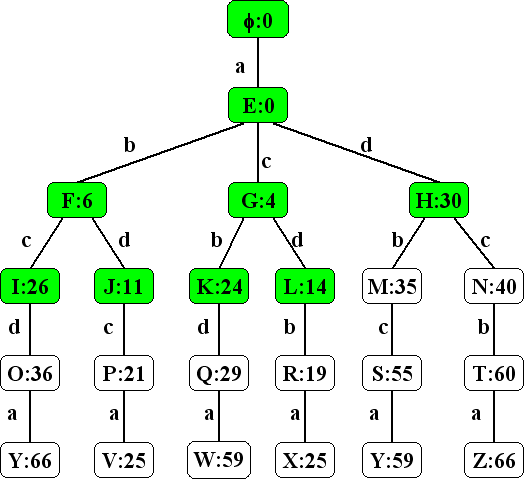 ϕ:0
a
E:0
b c d
F:6 G:4 H:30
c d b d b c
I:26 J:11 K:24 L:14 M:35 N:40
d c d b c b
O:36 P:21 Q:29 R:19 S:55 T:60
a a a a a a
Y:66 V:25 W:59 X:25 Y:59 Z:66